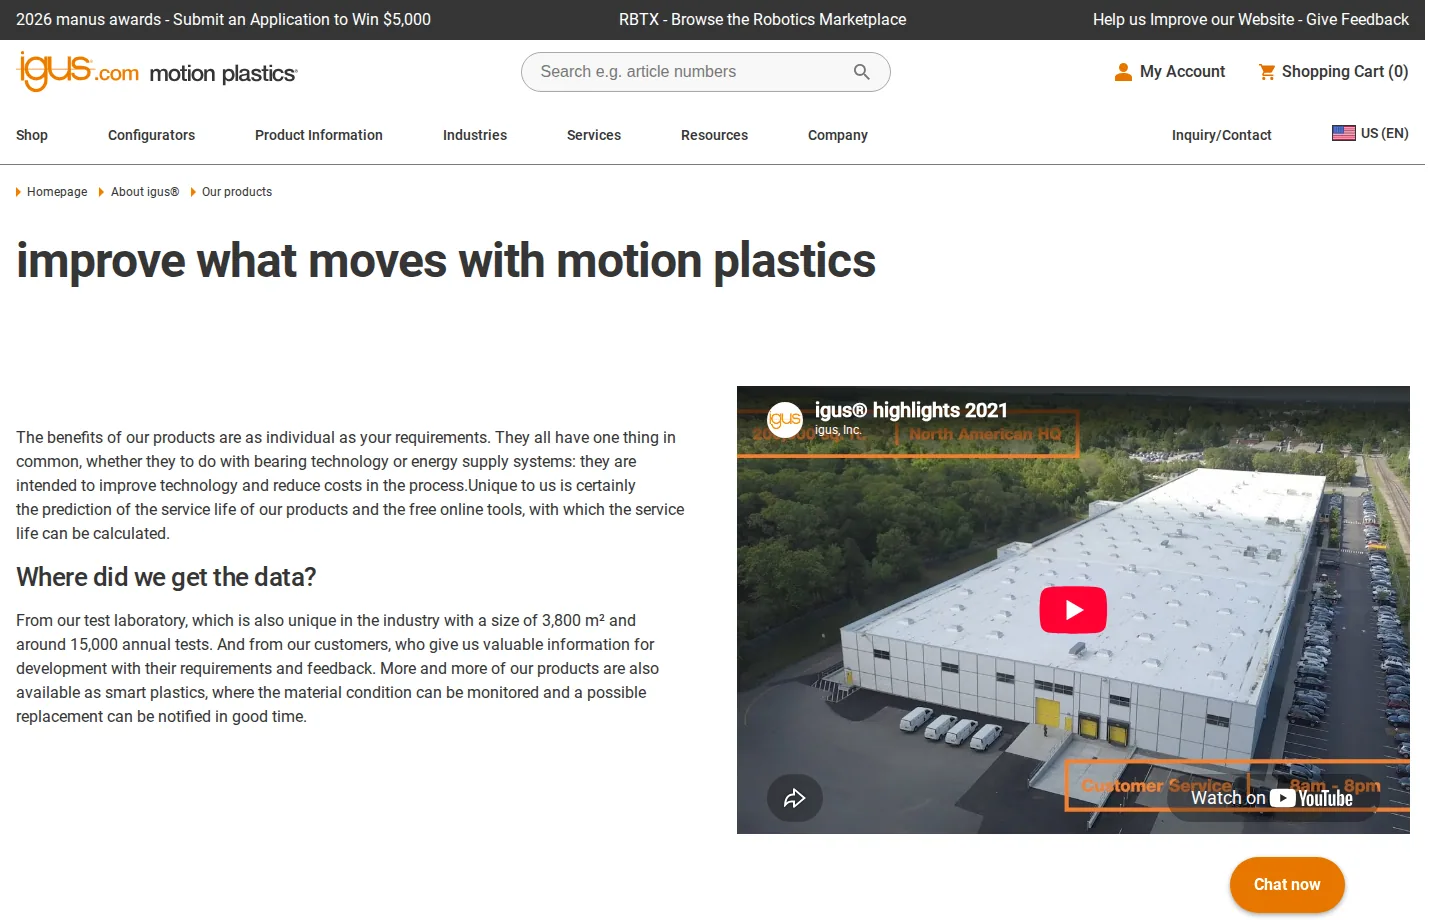 2026 manus awards - Submit an Application to Win $5,000
RBTX - Browse the Robotics Marketplace
Help us Improve our Website - Give Feedback
igus.com motion plastics®
Search e.g. article numbers
My Account
Shopping Cart (0)
Shop
Configurators
Product Information
Industries
Services
Resources
Company
Inquiry/Contact
US (EN)
Homepage
About igus®
Our products
improve what moves with motion plastics
The benefits of our products are as individual as your requirements. They all have one thing in
common, whether they to do with bearing technology or energy supply systems: they are
intended to improve technology and reduce costs in the process.Unique to us is certainly
the prediction of the service life of our products and the free online tools, with which the service
life can be calculated.
Where did we get the data?
From our test laboratory, which is also unique in the industry with a size of 3,800 m² and
around 15,000 annual tests. And from our customers, who give us valuable information for
development with their requirements and feedback. More and more of our products are also
available as smart plastics, where the material condition can be monitored and a possible
replacement can be notified in good time.
igus
igus® highlights 2021
igus, Inc.
North American HQ
Customer Service
8am - 8pm
Watch on YouTube
Chat now